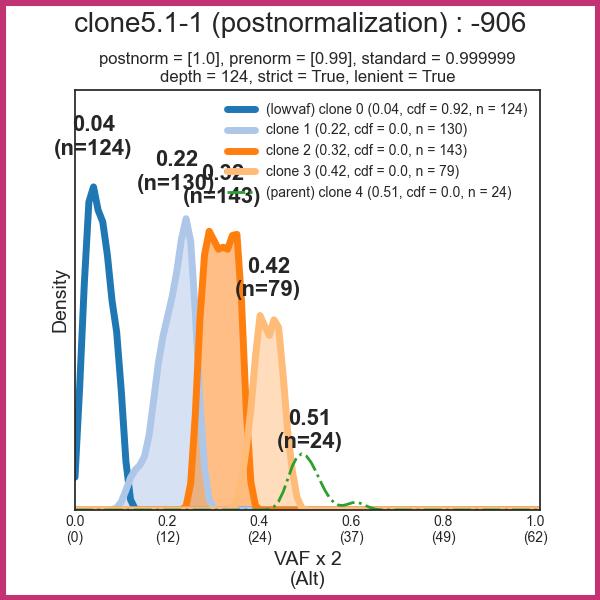 clone5.1-1 (postnormalization) : -906
postnorm = [1.0], prenorm = [0.99], standard = 0.999999
depth = 124, strict = True, lenient = True
(lowvaf) clone 0 (0.04, cdf = 0.92, n = 124)
clone 1 (0.22, cdf = 0.0, n = 130)
clone 2 (0.32, cdf = 0.0, n = 143)
clone 3 (0.42, cdf = 0.0, n = 79)
(parent) clone 4 (0.51, cdf = 0.0, n = 24)
0.04
(n=124)
0.22
(n=130)
0.32
(n=143)
0.42
(n=79)
0.51
(n=24)
Density
0.0 0.2 0.4 0.6 0.8 1.0
(0) (12) (24) (37) (49) (62)
VAF x 2
(Alt)